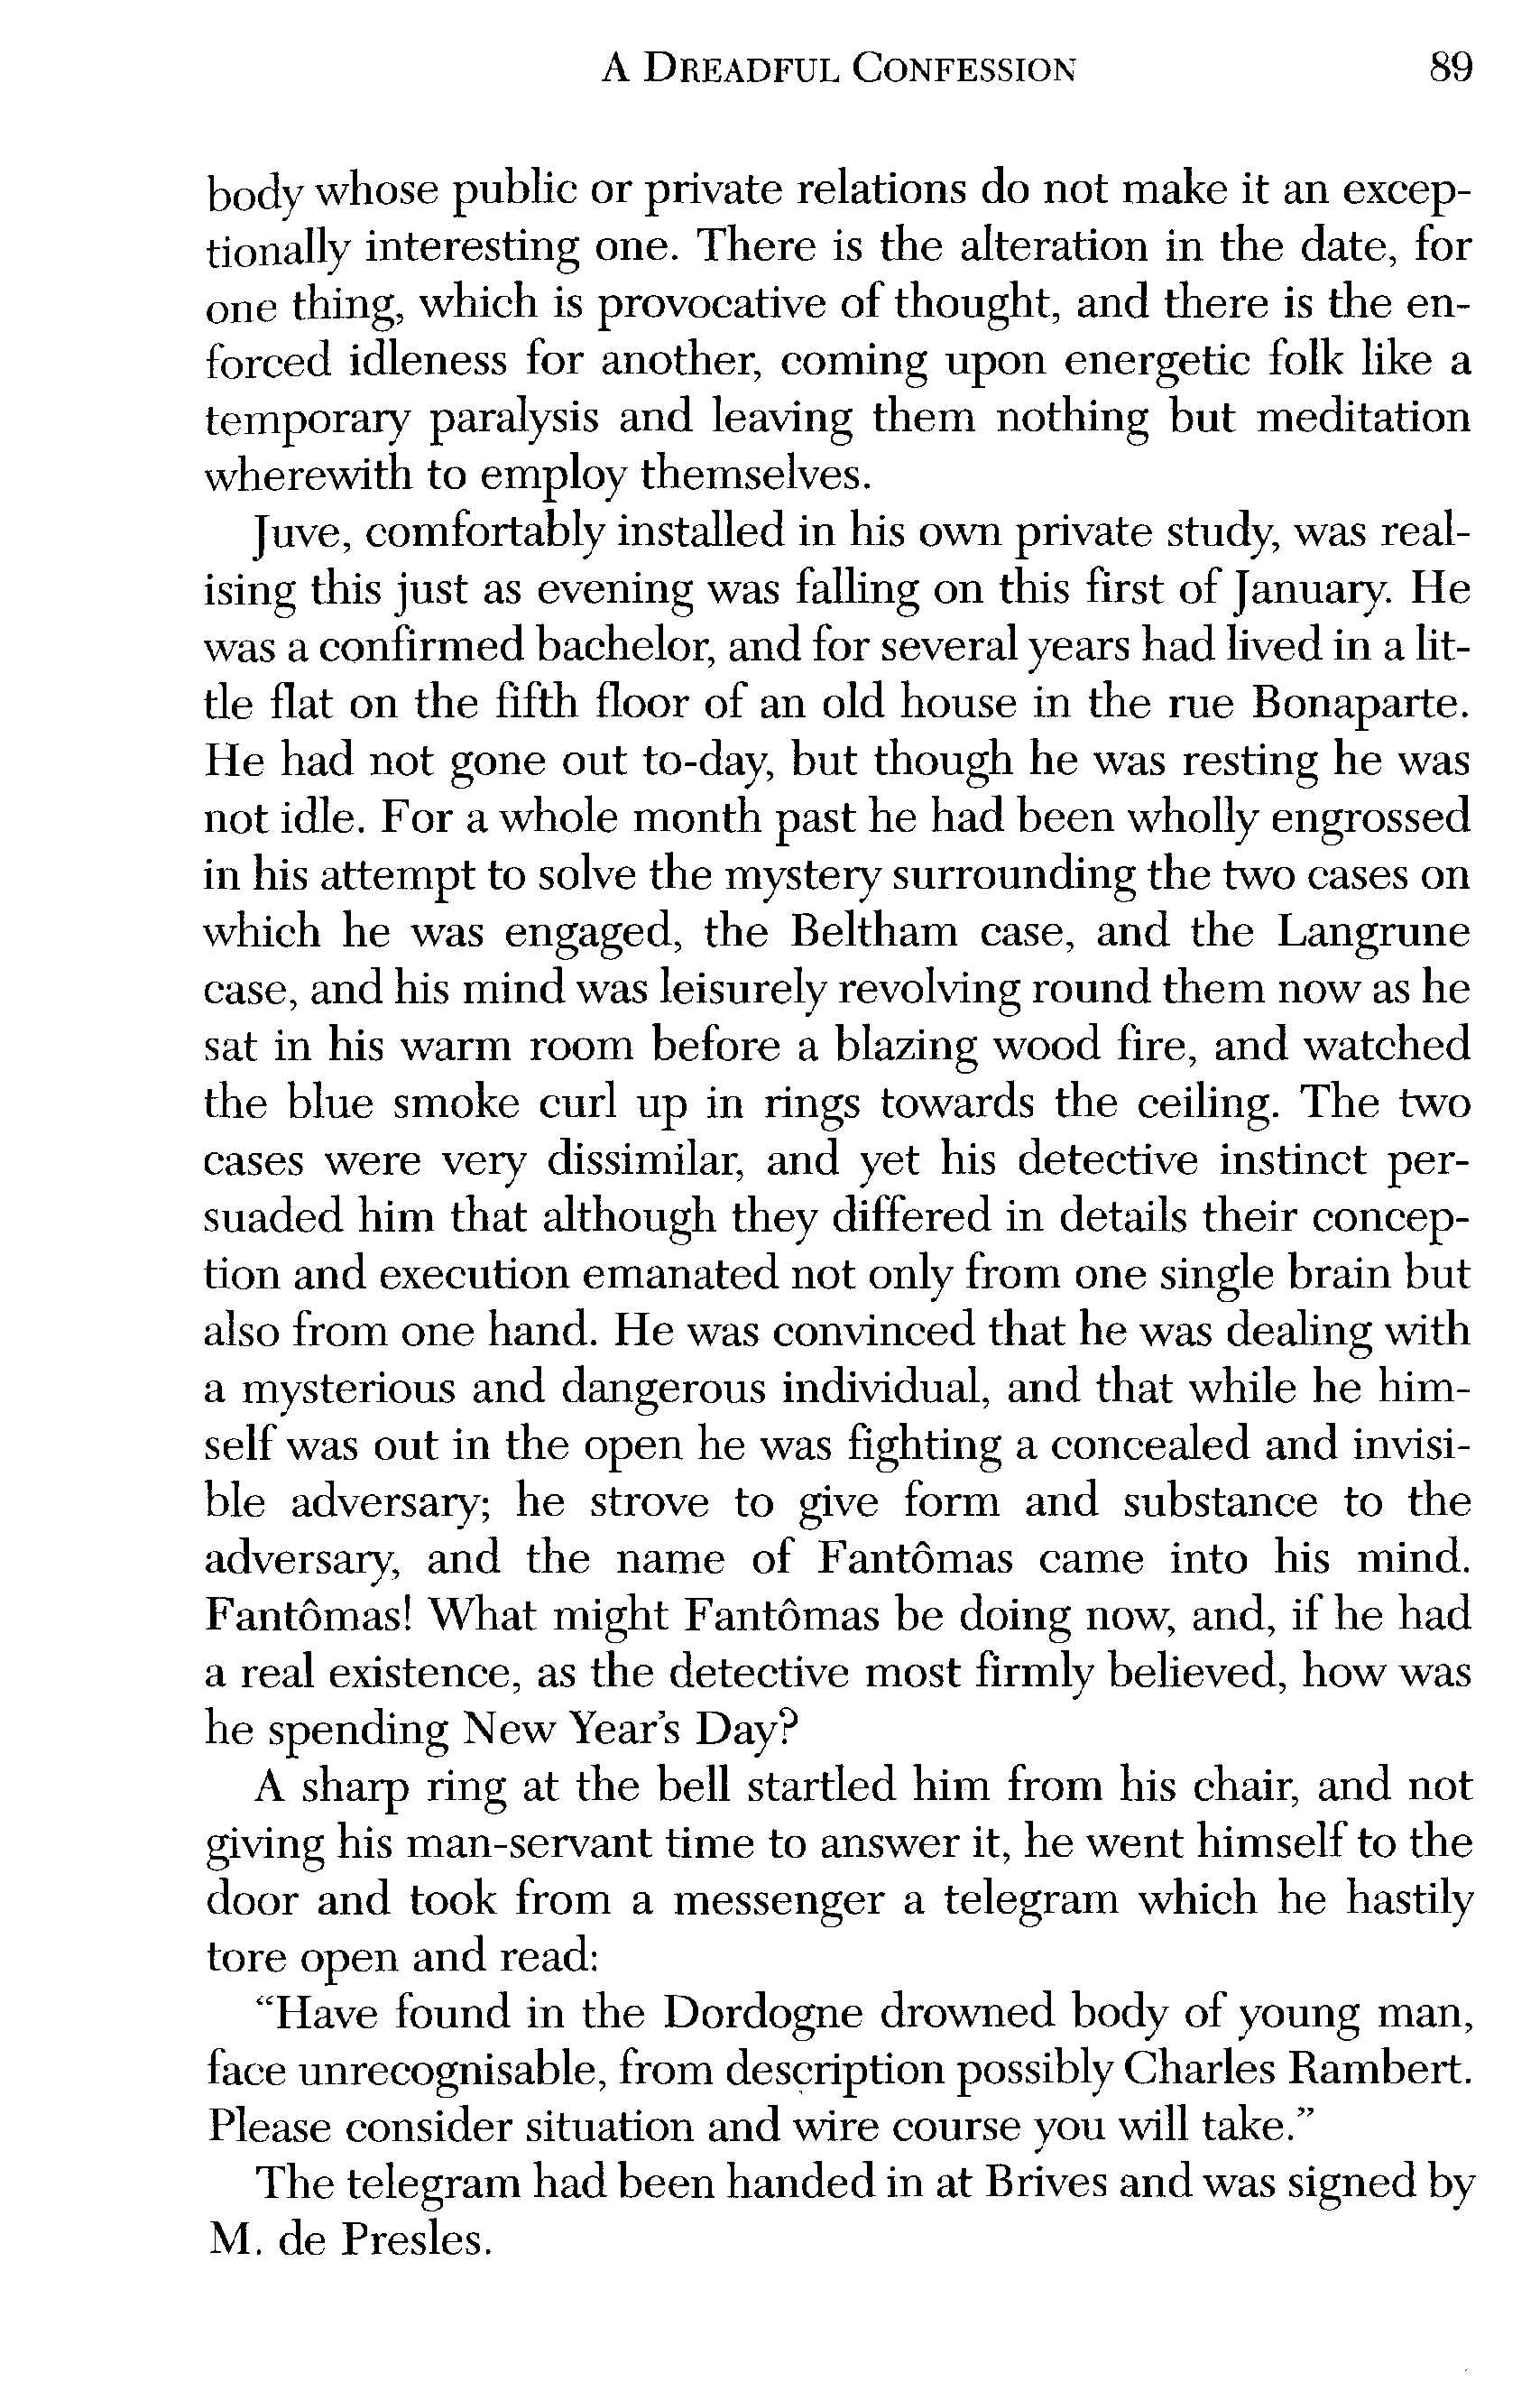 A DREADFUL CONFESSION 89
body whose public or private relations do not make it an excep-
tionally interesting one. There is the alteration in the date, for
one thing, which is provocative of thought, and there is the en-
forced idleness for another, coming upon energetic folk like a
temporary paralysis and leaving them nothing but meditation
wherewith to employ themselves.
Juve, comfortably installed in his own private study, was real-
ising this just as evening was falling on this first of January. He
was a confirmed bachelor, and for several years had lived in a lit-
tle flat on the fifth floor of an old house in the rue Bonaparte.
He had not gone out to-day, but though he was resting he was
not idle. For a whole month past he had been wholly engrossed
in his attempt to solve the mystery surrounding the two cases on
which he was engaged, the Beltham case, and the Langrune
case, and his mind was leisurely revolving round them now as he
sat in his warm room before a blazing wood fire, and watched
the blue smoke curl up in rings towards the ceiling. The two
cases were very dissimilar, and yet his detective instinct per-
suaded him that although they differed in details their concep-
tion and execution emanated not only from one single brain but
also from one hand. He was convinced that he was dealing with
a mysterious and dangerous individual, and that while he him-
self was out in the open he was fighting a concealed and invisi-
ble adversary; he strove to give form and substance to the
adversary, and the name of Fantômas came into his mind.
Fantômas! What might Fantômas be doing now, and, if he had
a real existence, as the detective most firmly believed, how was
he spending New Year's Day?
A sharp ring at the bell startled him from his chair, and not
giving his man-servant time to answer it, he went himself to the
door and took from a messenger a telegram which he hastily
tore open and read:
“Have found in the Dordogne drowned body of young man,
face unrecognisable, from description possibly Charles Rambert.
Please consider situation and wire course you will take.”
The telegram had been handed in at Brives and was signed by
M. de Presles.